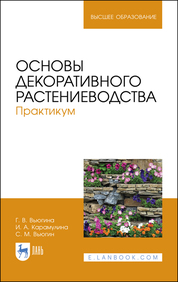 ВЫСШЕЕ ОБРАЗОВАНИЕ
ОСНОВЫ
ДЕКОРАТИВНОГО
РАСТЕНИЕВОДСТВА
Практикум
Г. В. Вьюгина
И. А. Карамулина
С. М. Вьюгин
ЛАНЬ
E.LANBOOK.COM